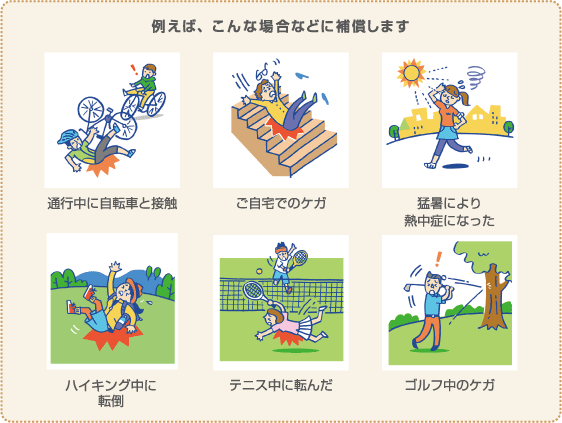 例えば、こんな場合などに補償します
通行中に自転車と接触
ご自宅でのケガ
猛暑により
熱中症になった
ハイキング中に
転倒
テニス中に転んだ
ゴルフ中のケガ